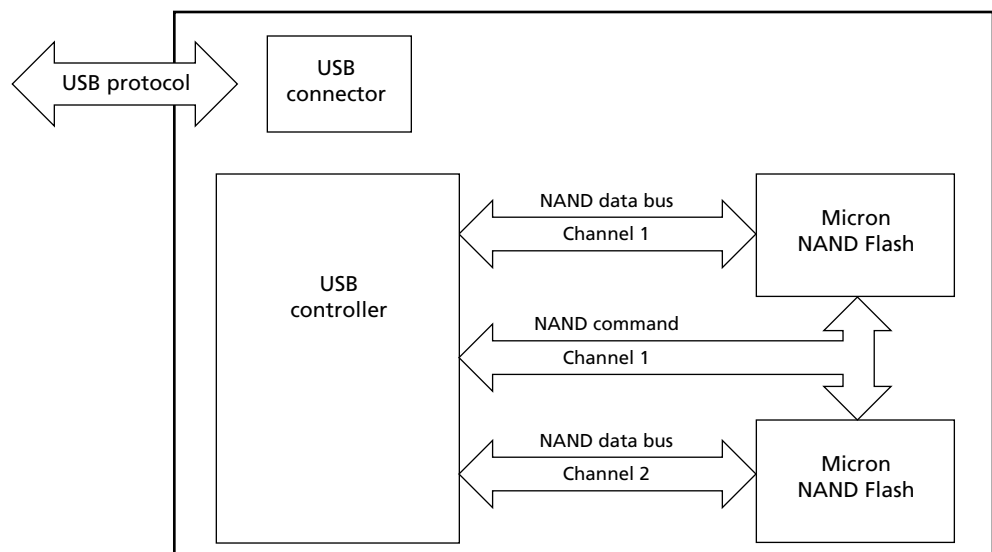 USB protocol
USB
connector
USB
controller
NAND data bus
Channel 1
Micron
NAND Flash
NAND command
Channel 1
NAND data bus
Channel 2
Micron
NAND Flash